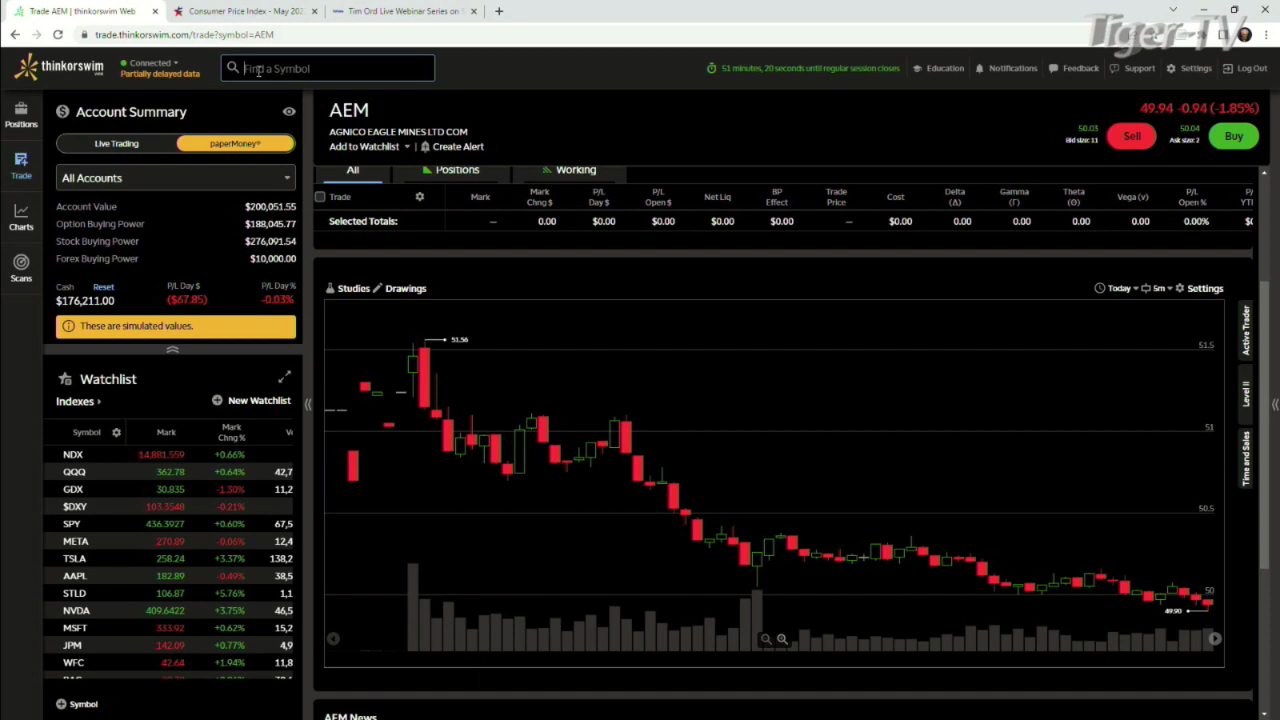 Trade AEM | thinkorswim Web
Consumer Price Index - May 202
Tim Ord Live Webinar Series on S
trade.thinkorswim.com/trade?symbol=AEM
Tiger-TV
thinkorswim
Connected
Partially delayed data
Find a Symbol
51 minutes, 20 seconds until regular session closes
Education
Notifications
Feedback
Support
Settings
Log Out
Positions
Trade
Charts
Scans
Account Summary
Live Trading
paperMoney®
All Accounts
Account Value $200,051.55
Option Buying Power $188,045.77
Stock Buying Power $276,091.54
Forex Buying Power $10,000.00
Cash Reset P/L Day $ P/L Day %
$176,211.00 ($67.85) -0.03%
These are simulated values.
Watchlist
Indexes
New Watchlist
Symbol Mark Mark Chng %
NDX 14,881.559 +0.66%
QQQ 362.78 +0.64% 42,7
GDX 30.835 -1.30% 11,2
$DXY 103.3548 -0.21%
SPY 436.3927 +0.60% 67,5
META 270.89 -0.06% 12,4
TSLA 258.24 +3.37% 138,2
AAPL 182.89 -0.49% 38,5
STLD 106.87 +5.76% 1,1
NVDA 409.6422 +3.75% 46,5
MSFT 333.92 +0.62% 15,2
JPM 142.09 +0.77% 4,9
WFC 42.64 +1.94% 11,8
Symbol
AEM
AGNICO EAGLE MINES LTD COM
Add to Watchlist | Create Alert
49.94 -0.94 (-1.85%)
50.03
Bid size: 11
Sell
50.04
Ask size: 2
Buy
All Positions Working
Trade Mark Mark Chng $ P/L Day $ P/L Open $ Net Liq BP Effect Trade Price Cost Delta (Δ) Gamma (Γ) Theta (Θ) Vega (v) P/L Open % P/ YTI
Selected Totals: — 0.00 $0.00 $0.00 $0.00 $0.00 — $0.00 0.00 0.00 0.00 0.00 0.00% $0
Studies Drawings
Today 5m Settings
51.56
51.5
51
50.5
50
49.90
Active Trader
Level II
Time and Sales
AEM News